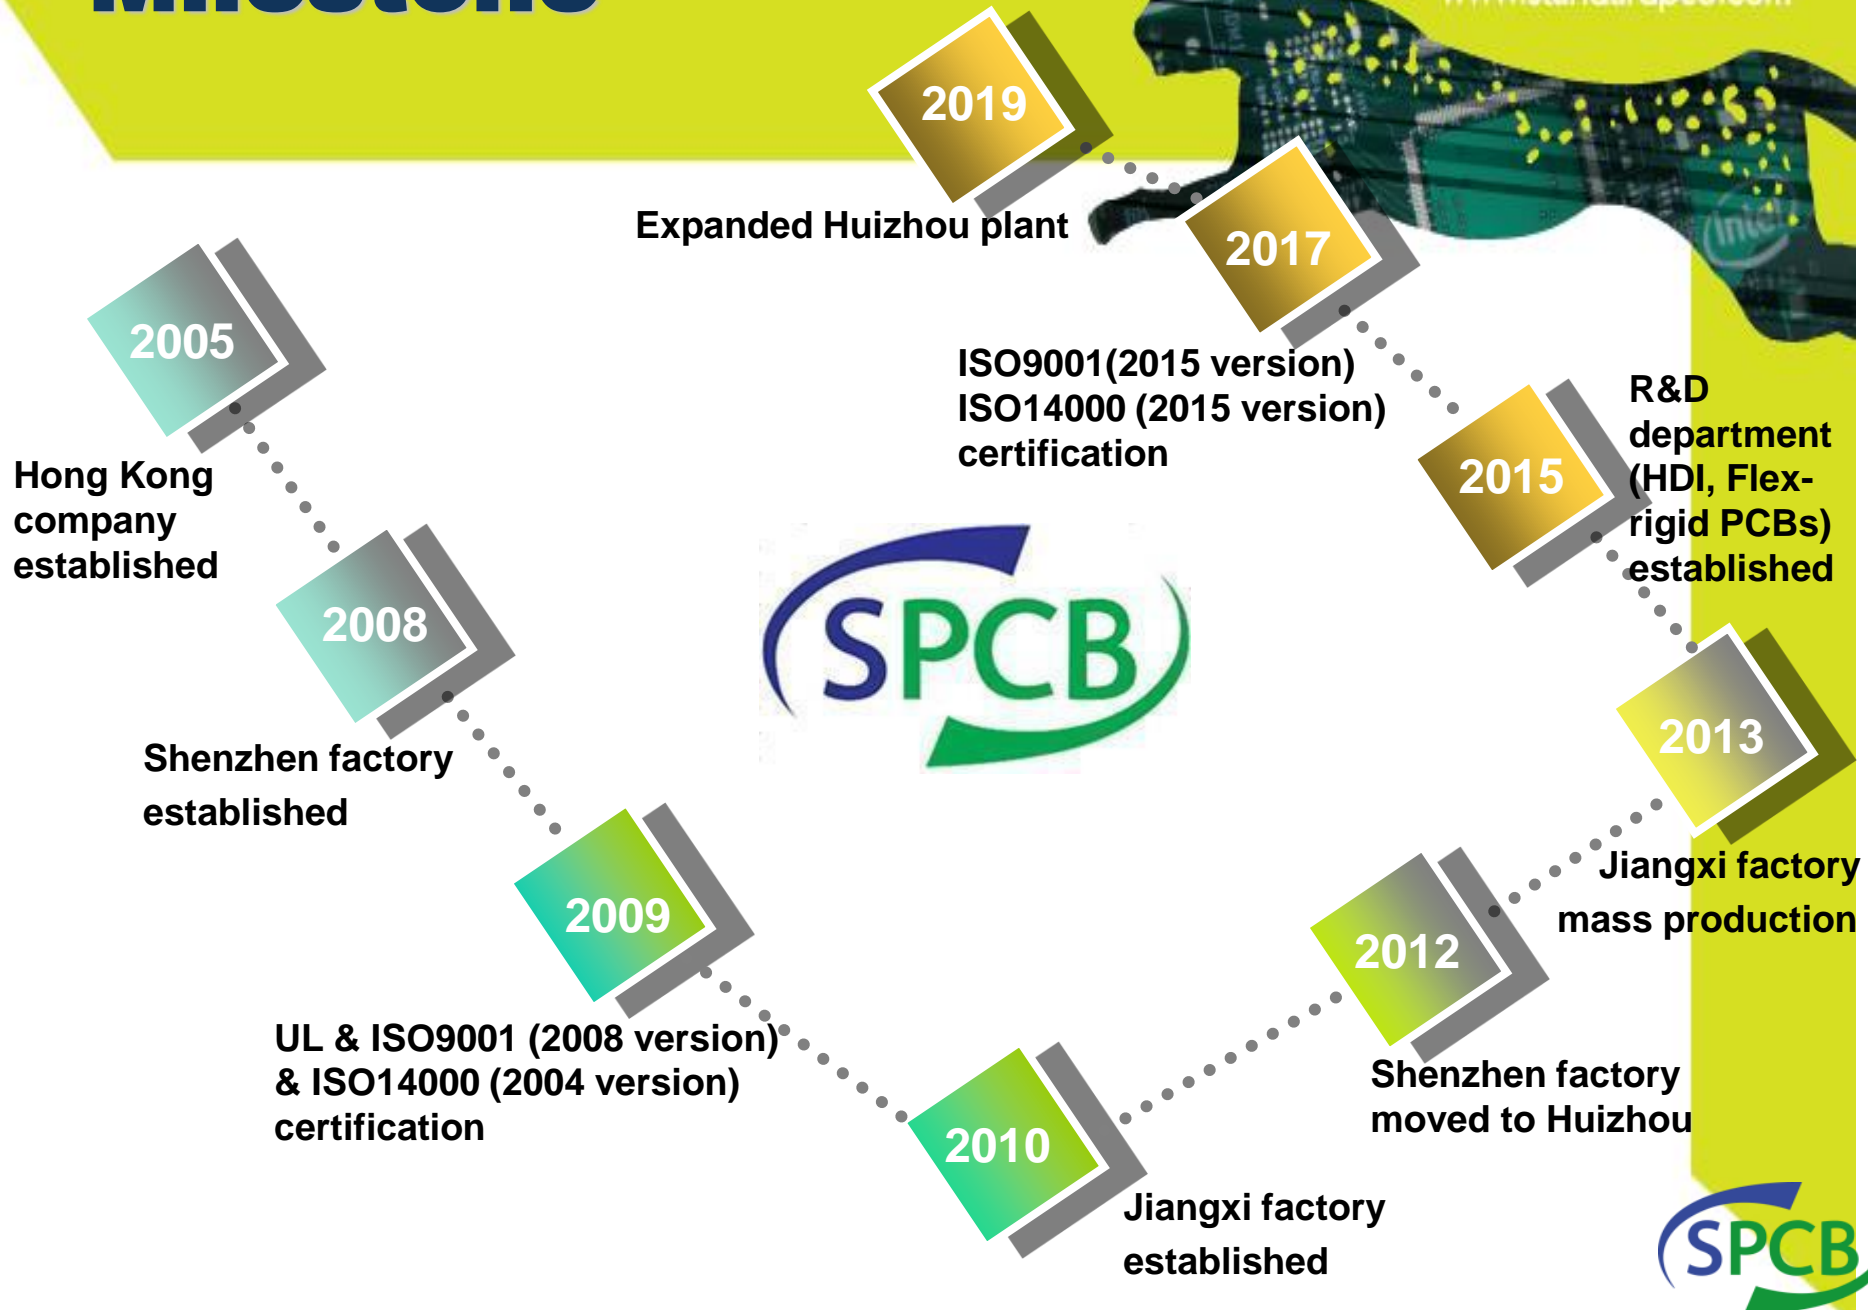 Milestone
2019
Expanded Huizhou plant
2017
ISO9001(2015 version)
ISO14000 (2015 version)
certification
2015
R&D
department
(HDI, Flex-
rigid PCBs)
established
2005
Hong Kong
company
established
2008
Shenzhen factory
established
SPCB
2013
Jiangxi factory
mass production
2009
UL & ISO9001 (2008 version)
& ISO14000 (2004 version)
certification
2012
Shenzhen factory
moved to Huizhou
2010
Jiangxi factory
established
intel
SPCB